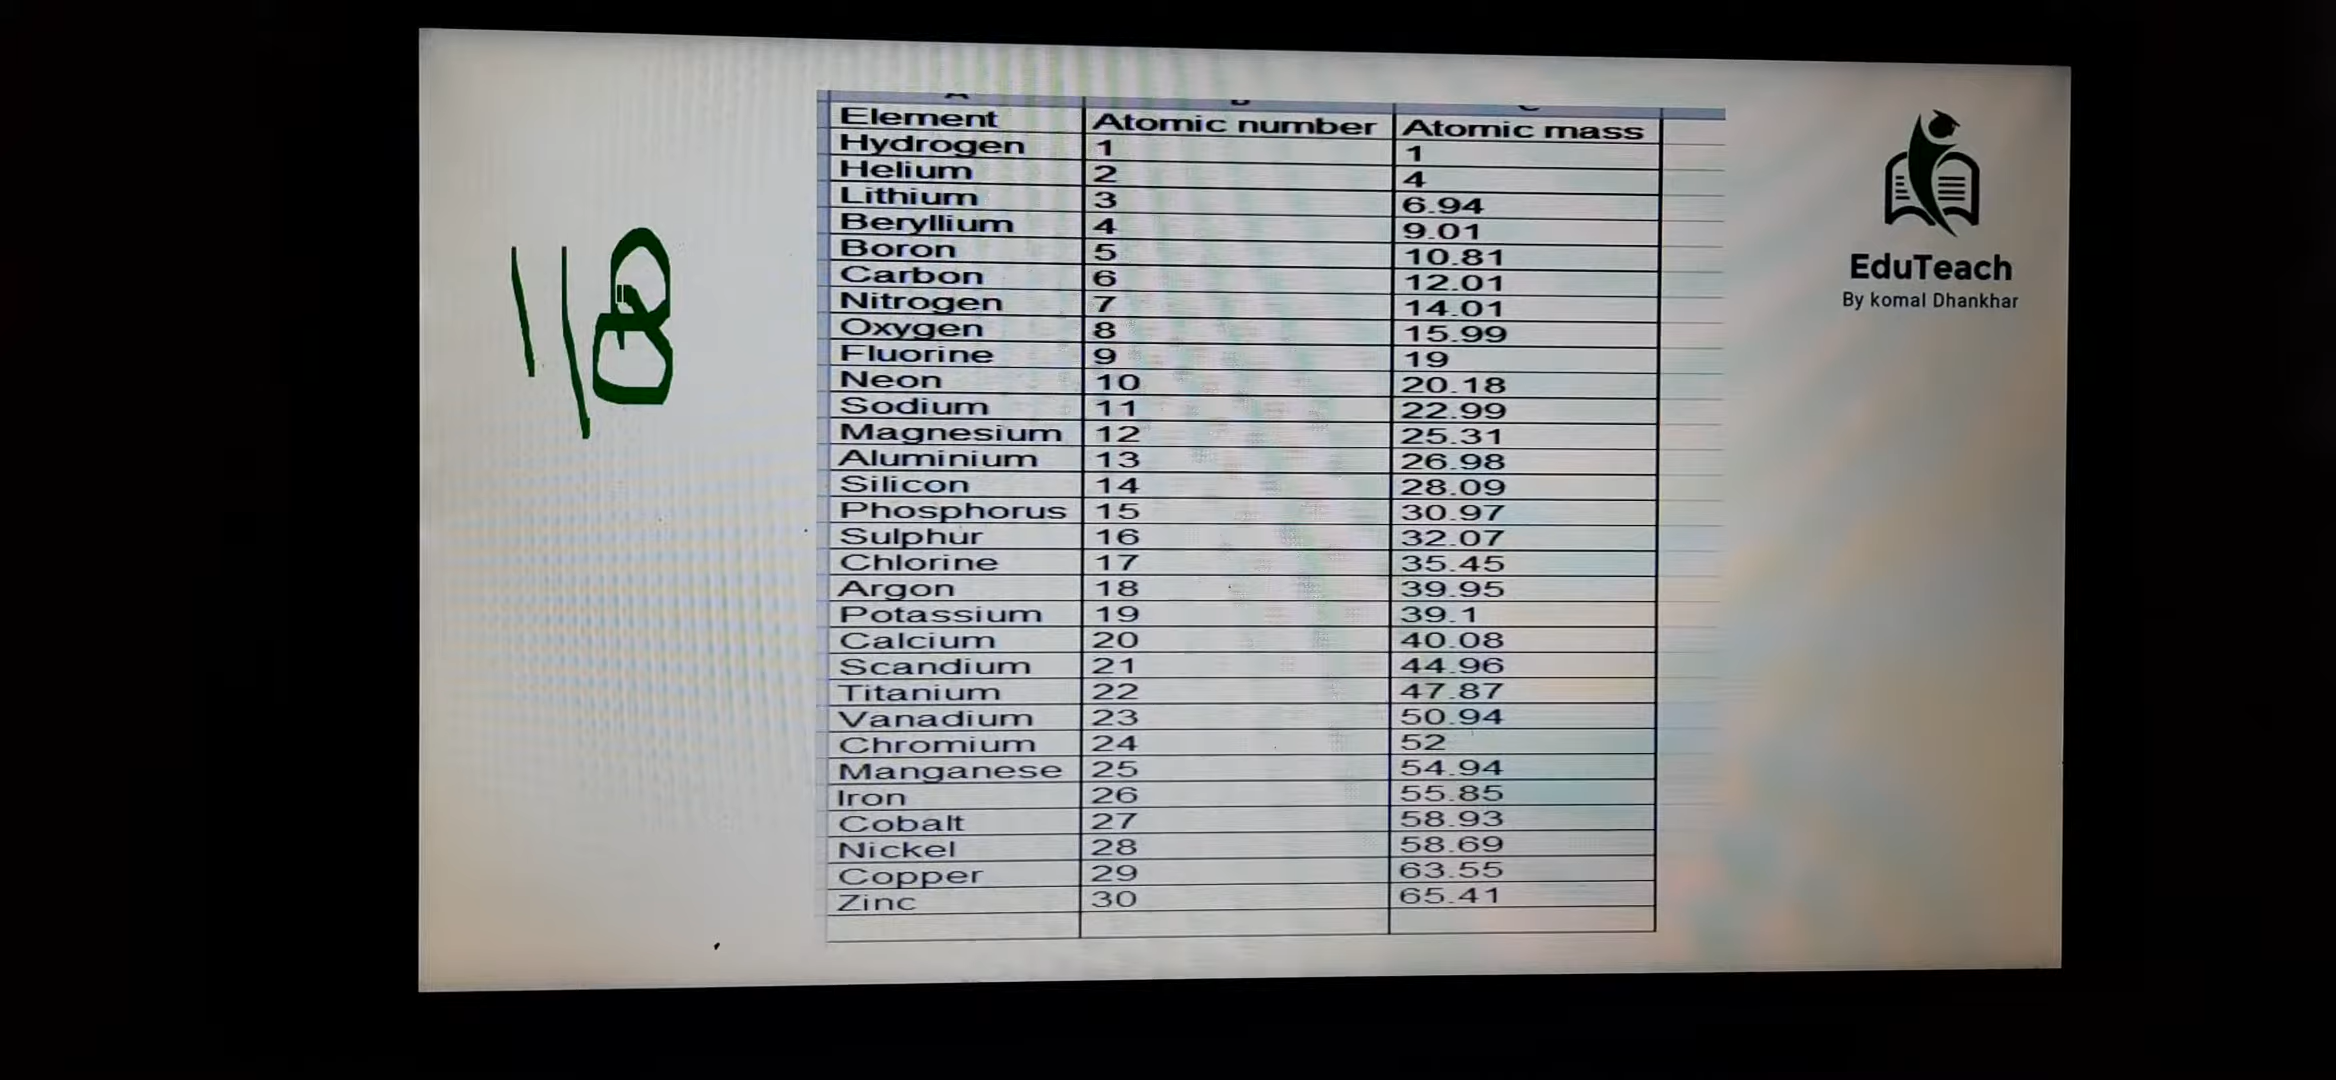 118
Element Atomic number Atomic mass
Hydrogen 1 1
Helium 2 4
Lithium 3 6.94
Beryllium 4 9.01
Boron 5 10.81
Carbon 6 12.01
Nitrogen 7 14.01
Oxygen 8 15.99
Fluorine 9 19
Neon 10 20.18
Sodium 11 22.99
Magnesium 12 25.31
Aluminium 13 26.98
Silicon 14 28.09
Phosphorus 15 30.97
Sulphur 16 32.07
Chlorine 17 35.45
Argon 18 39.95
Potassium 19 39.1
Calcium 20 40.08
Scandium 21 44.96
Titanium 22 47.87
Vanadium 23 50.94
Chromium 24 52
Manganese 25 54.94
Iron 26 55.85
Cobalt 27 58.93
Nickel 28 58.69
Copper 29 63.55
Zinc 30 65.41
EduTeach
By komal Dhankhar